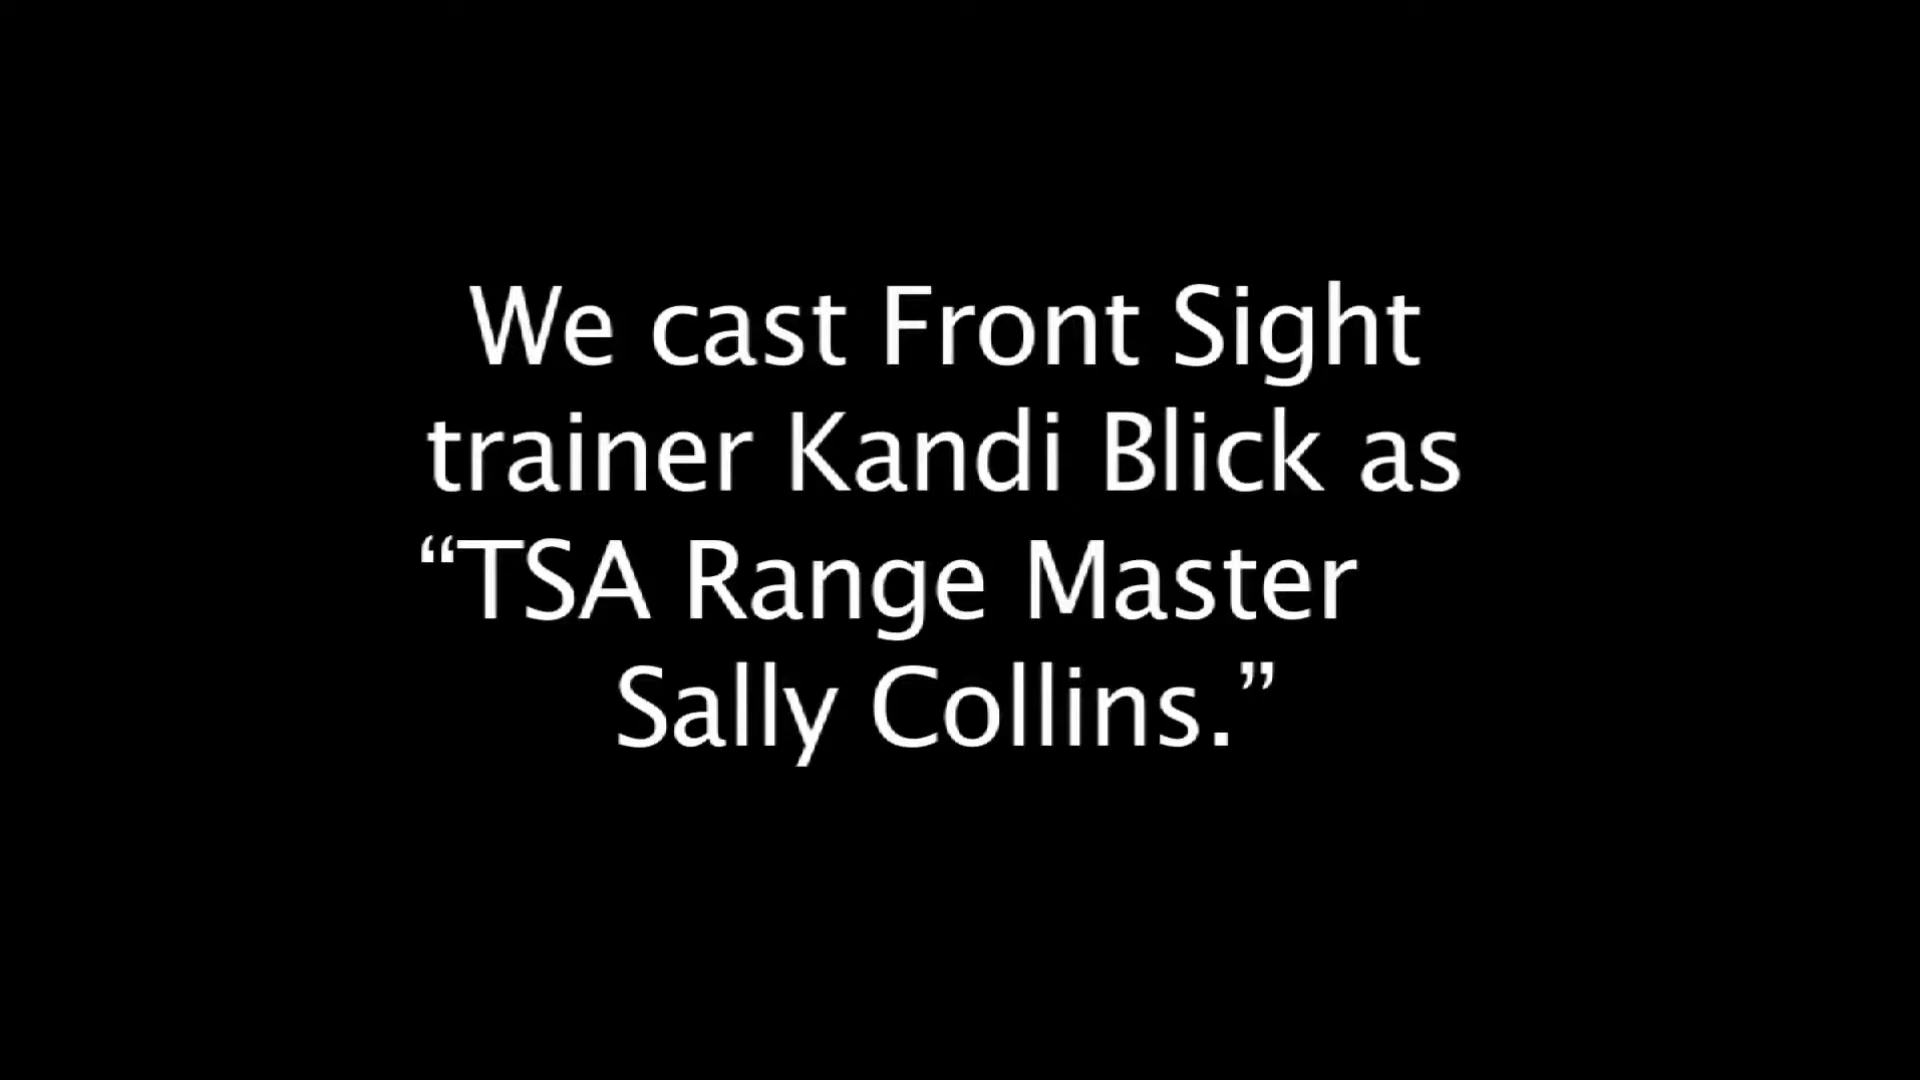 We cast Front Sight
trainer Kandi Blick as
“TSA Range Master
Sally Collins.”